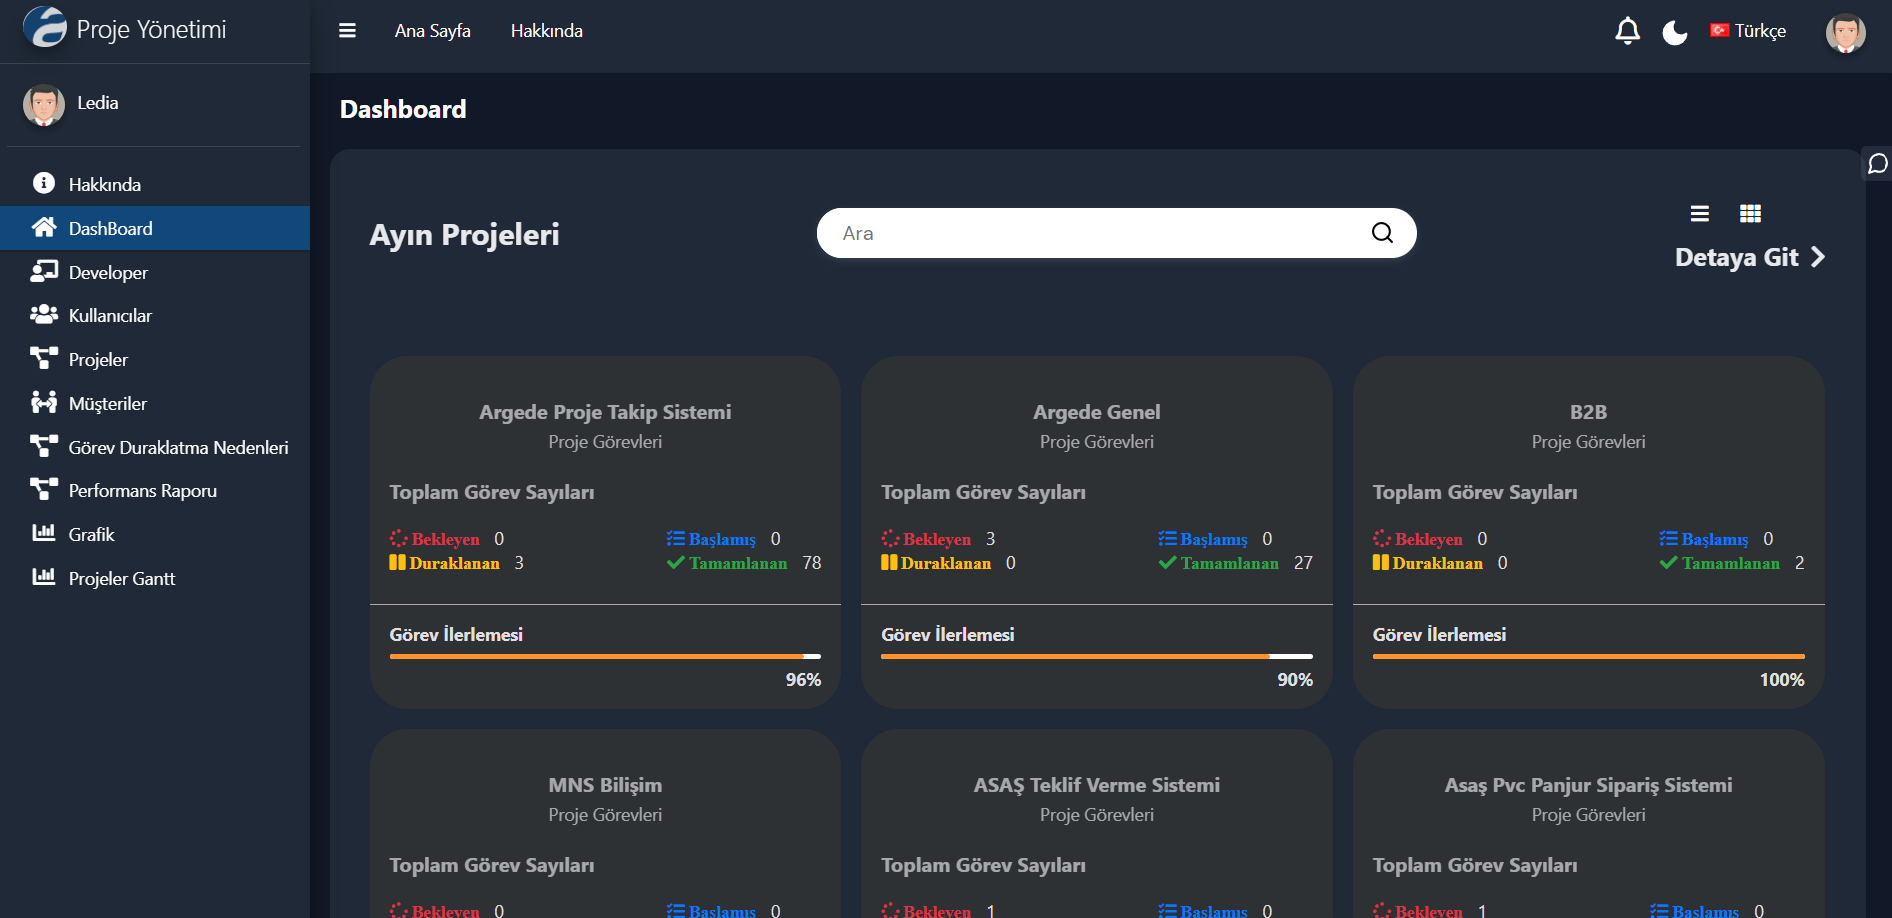 Proje Yönetimi
Ana Sayfa
Hakkında
Türkçe
Ledia
Hakkında
DashBoard
Developer
Kullanıcılar
Projeler
Müşteriler
Görev Duraklatma Nedenleri
Performans Raporu
Grafik
Projeler Gantt
Dashboard
Ayın Projeleri
Ara
Detaya Git
Argede Proje Takip Sistemi
Proje Görevleri
Toplam Görev Sayıları
Bekleyen 0
Başlamış 0
Duraklanan 3
Tamamlanan 78
Görev İlerlemesi
96%
Argede Genel
Proje Görevleri
Toplam Görev Sayıları
Bekleyen 3
Başlamış 0
Duraklanan 0
Tamamlanan 27
Görev İlerlemesi
90%
B2B
Proje Görevleri
Toplam Görev Sayıları
Bekleyen 0
Başlamış 0
Duraklanan 0
Tamamlanan 2
Görev İlerlemesi
100%
MNS Bilişim
Proje Görevleri
Toplam Görev Sayıları
Bekleyen 0
Başlamış 0
ASAŞ Teklif Verme Sistemi
Proje Görevleri
Toplam Görev Sayıları
Bekleyen 1
Başlamış 0
Asaş Pvc Panjur Sipariş Sistemi
Proje Görevleri
Toplam Görev Sayıları
Bekleyen 1
Başlamış 0